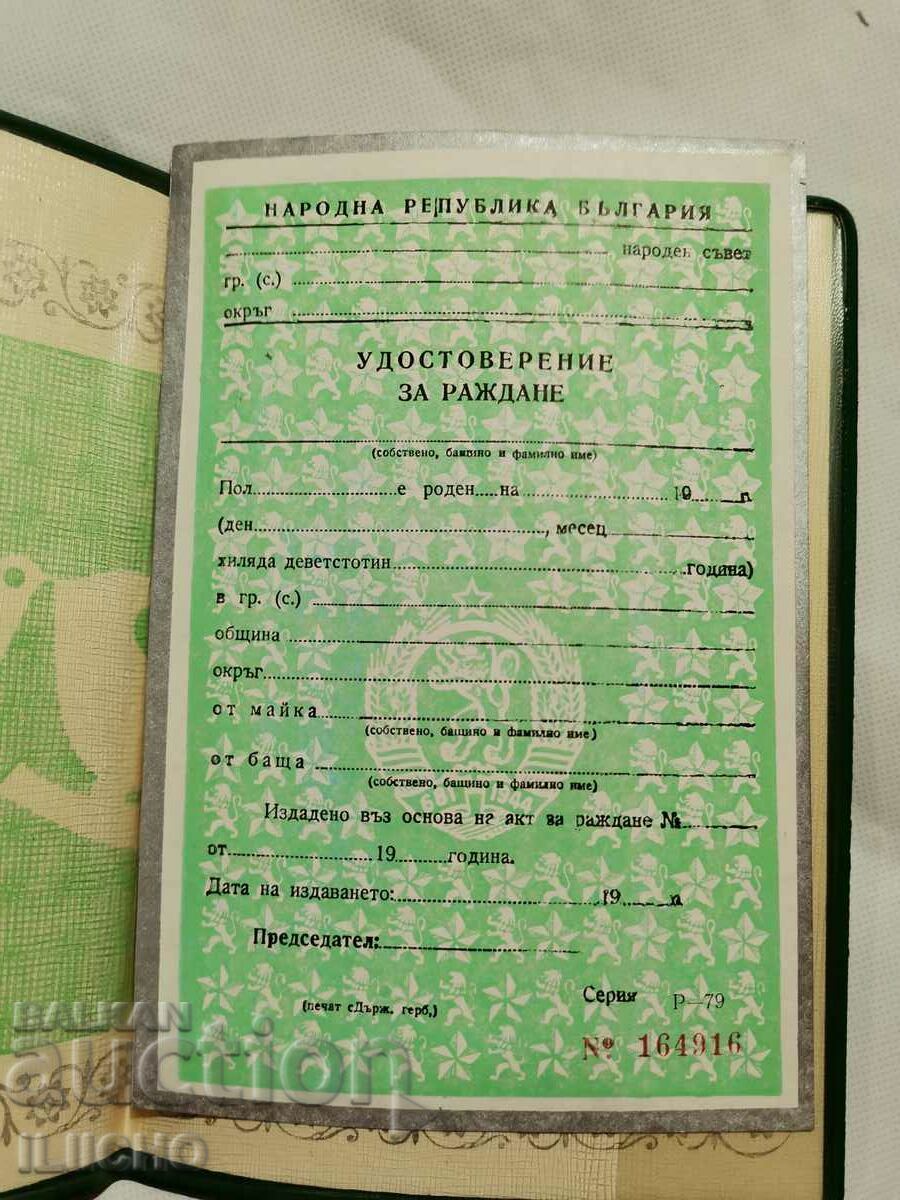 НАРОДНА РЕПУБЛИКА БЪЛГАРИЯ
народен съвет
гр. (с.)
окръг
УДОСТОВЕРЕНИЕ
ЗА РАЖДАНЕ
(собствено, бащино и фамилно име)
Пол е роден на 19 г.
(ден , месец
хиляда деветстотин година)
в гр. (с.)
община
окръг
от майка
(собствено, бащино и фамилно име)
от баща
(собствено, бащино и фамилно име)
Издадено въз основа на акт за раждане №
от 19 година.
Дата на издаването: 19 г.
Председател:
(печат с Държ. герб.)
Серия Р—79
№ 164916
BALKAN
auction
ILIICHO